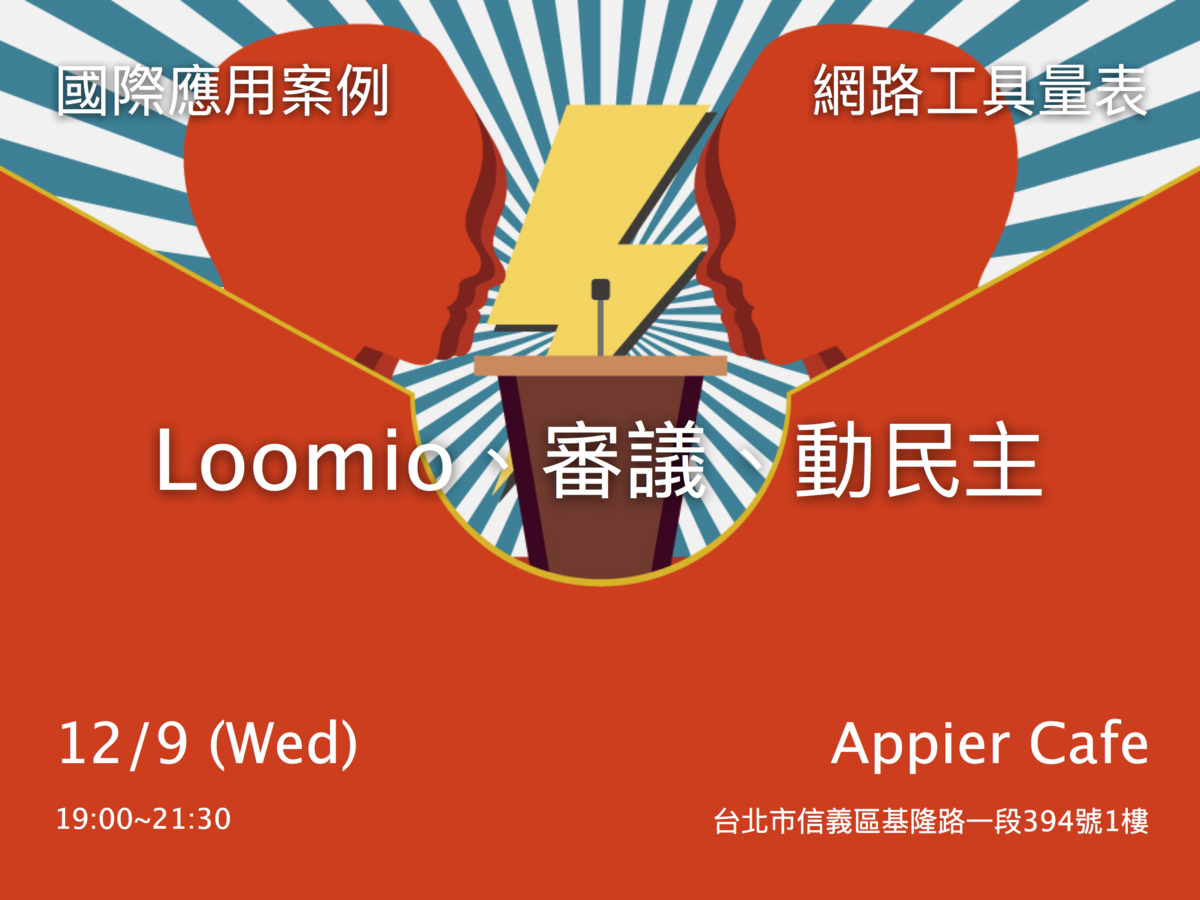 國際應用案例
網路工具量表
Loomio、審議、動民主
12/9 (Wed)
Appier Cafe
19:00~21:30
台北市信義區基隆路一段394號1樓